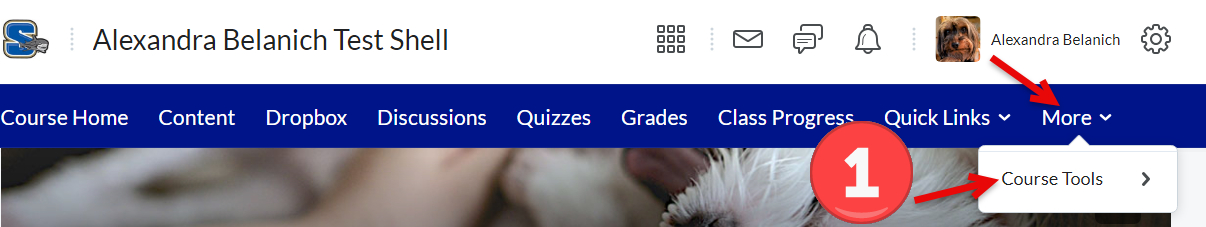 Alexandra Belanich Test Shell
Alexandra Belanich
Course Home Content Dropbox Discussions Quizzes Grades Class Progress Quick Links More
1
Course Tools